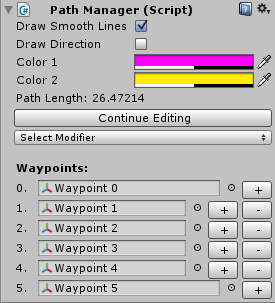 Path Manager (Script)
Draw Smooth Lines
Draw Direction
Color 1
Color 2
Path Length: 26.47214
Continue Editing
Select Modifier
Waypoints:
0. Waypoint 0 +
1. Waypoint 1 + -
2. Waypoint 2 + -
3. Waypoint 3 + -
4. Waypoint 4 + -
5. Waypoint 5 +